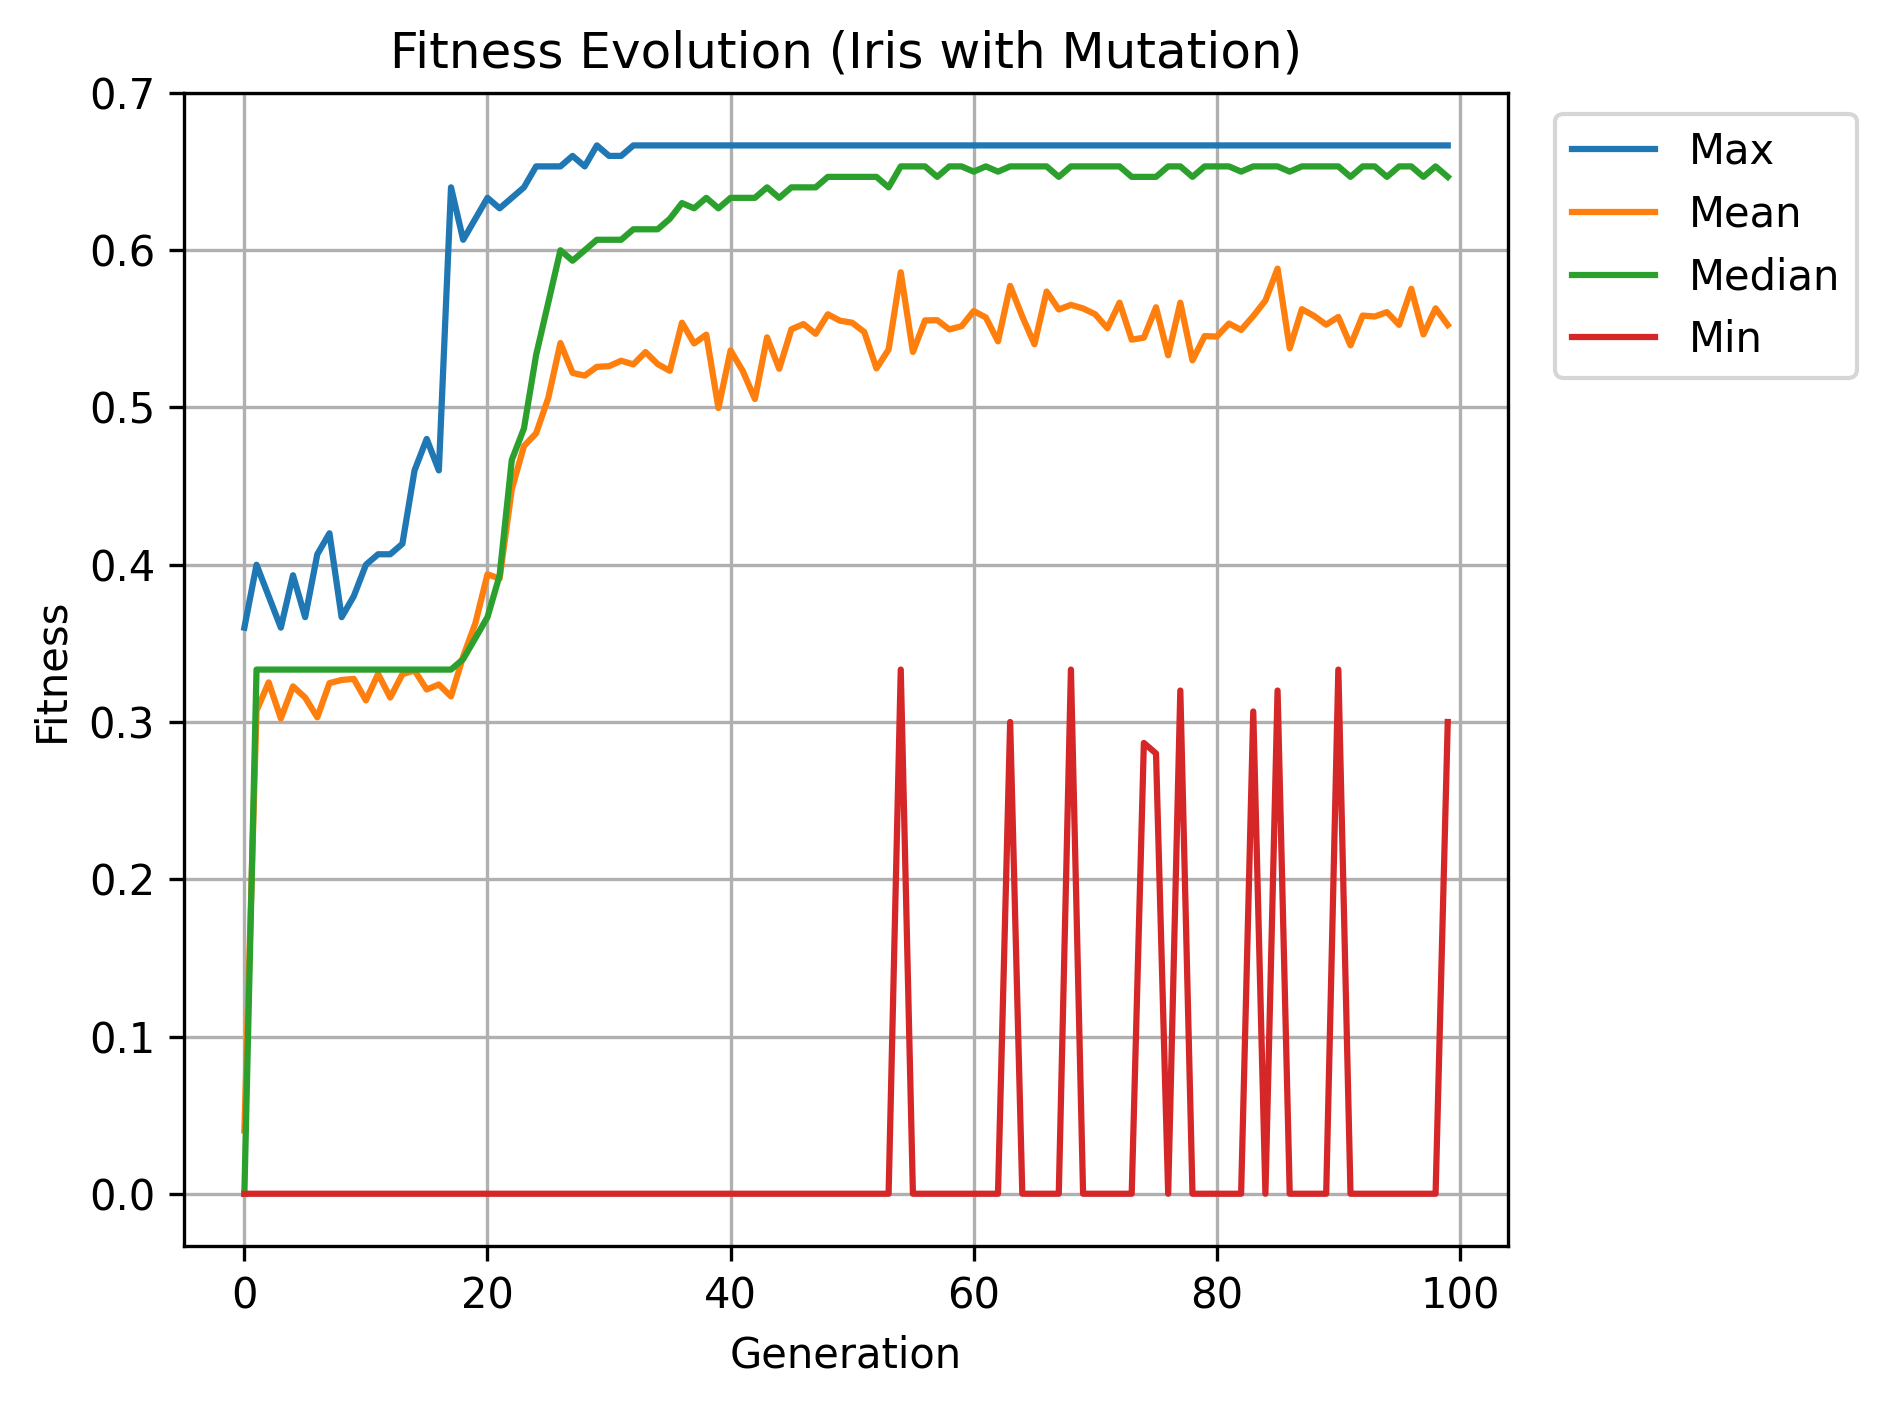 Fitness Evolution (Iris with Mutation)
0.7
0.6
0.5
0.4
0.3
0.2
0.1
0.0
Fitness
0 20 40 60 80 100
Generation
Max
Mean
Median
Min